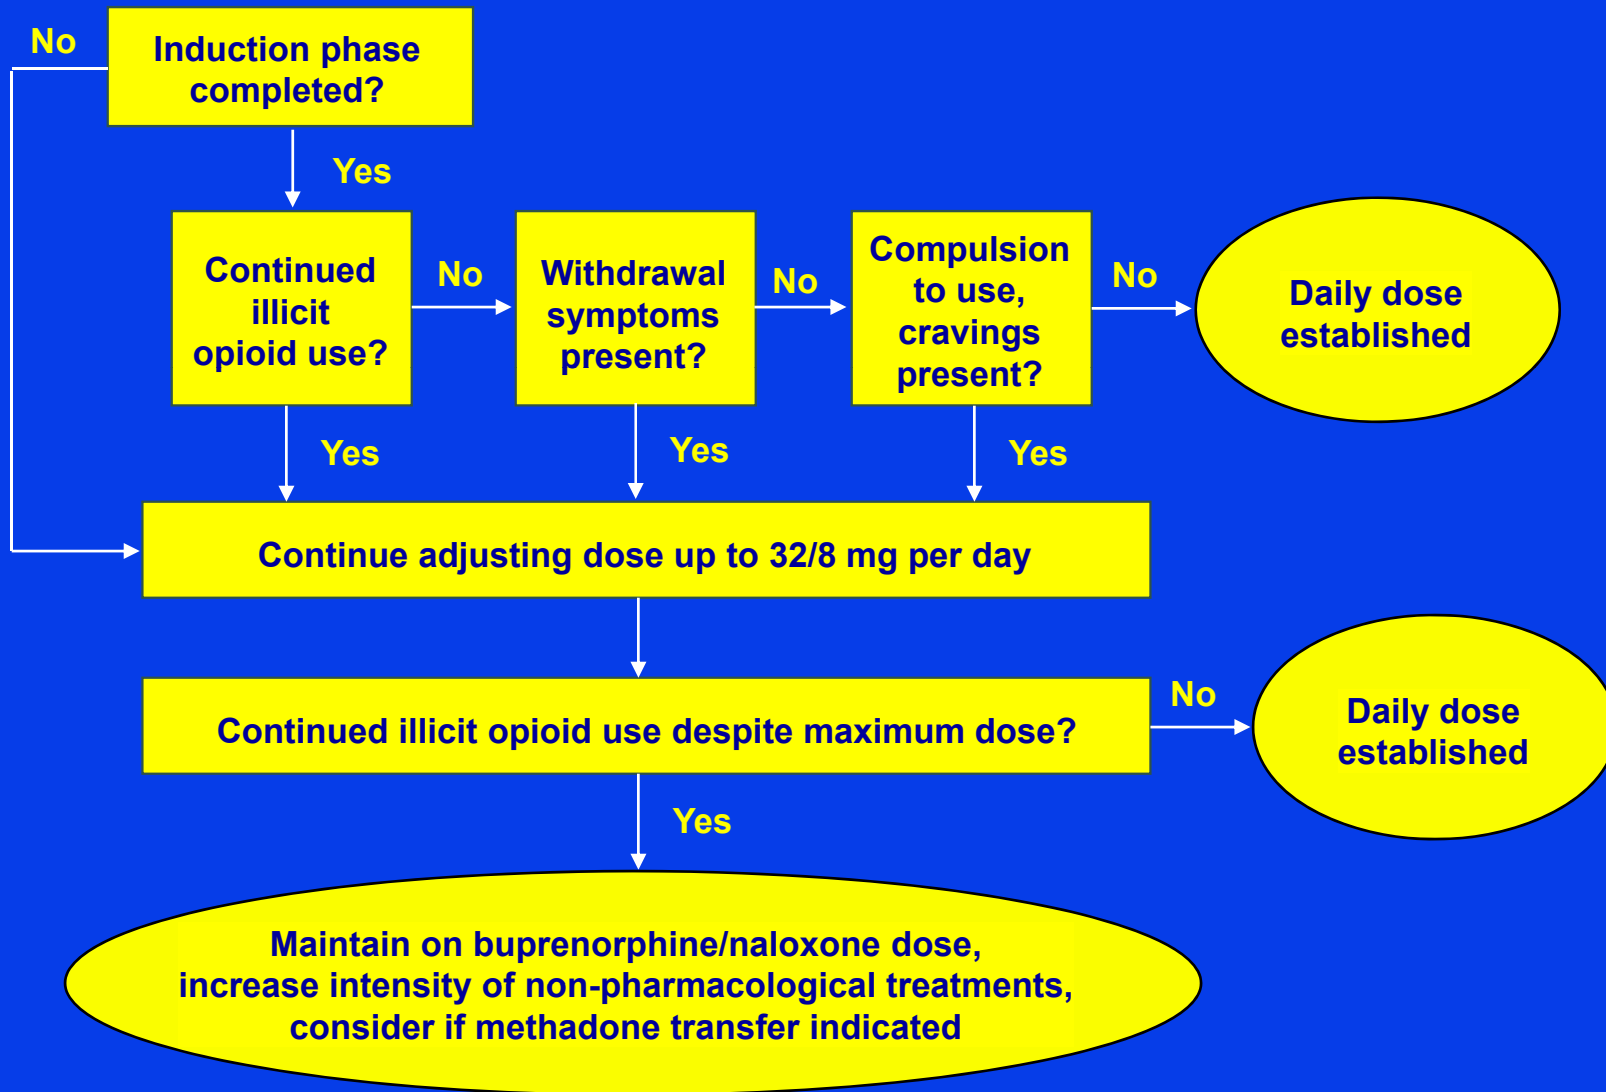 No
Induction phase
completed?
Yes
Continued
illicit
opioid use?
No
Withdrawal
symptoms
present?
No
Compulsion
to use,
cravings
present?
No
Daily dose
established
Yes
Yes
Yes
Continue adjusting dose up to 32/8 mg per day
Continued illicit opioid use despite maximum dose?
No
Daily dose
established
Yes
Maintain on buprenorphine/naloxone dose,
increase intensity of non-pharmacological treatments,
consider if methadone transfer indicated